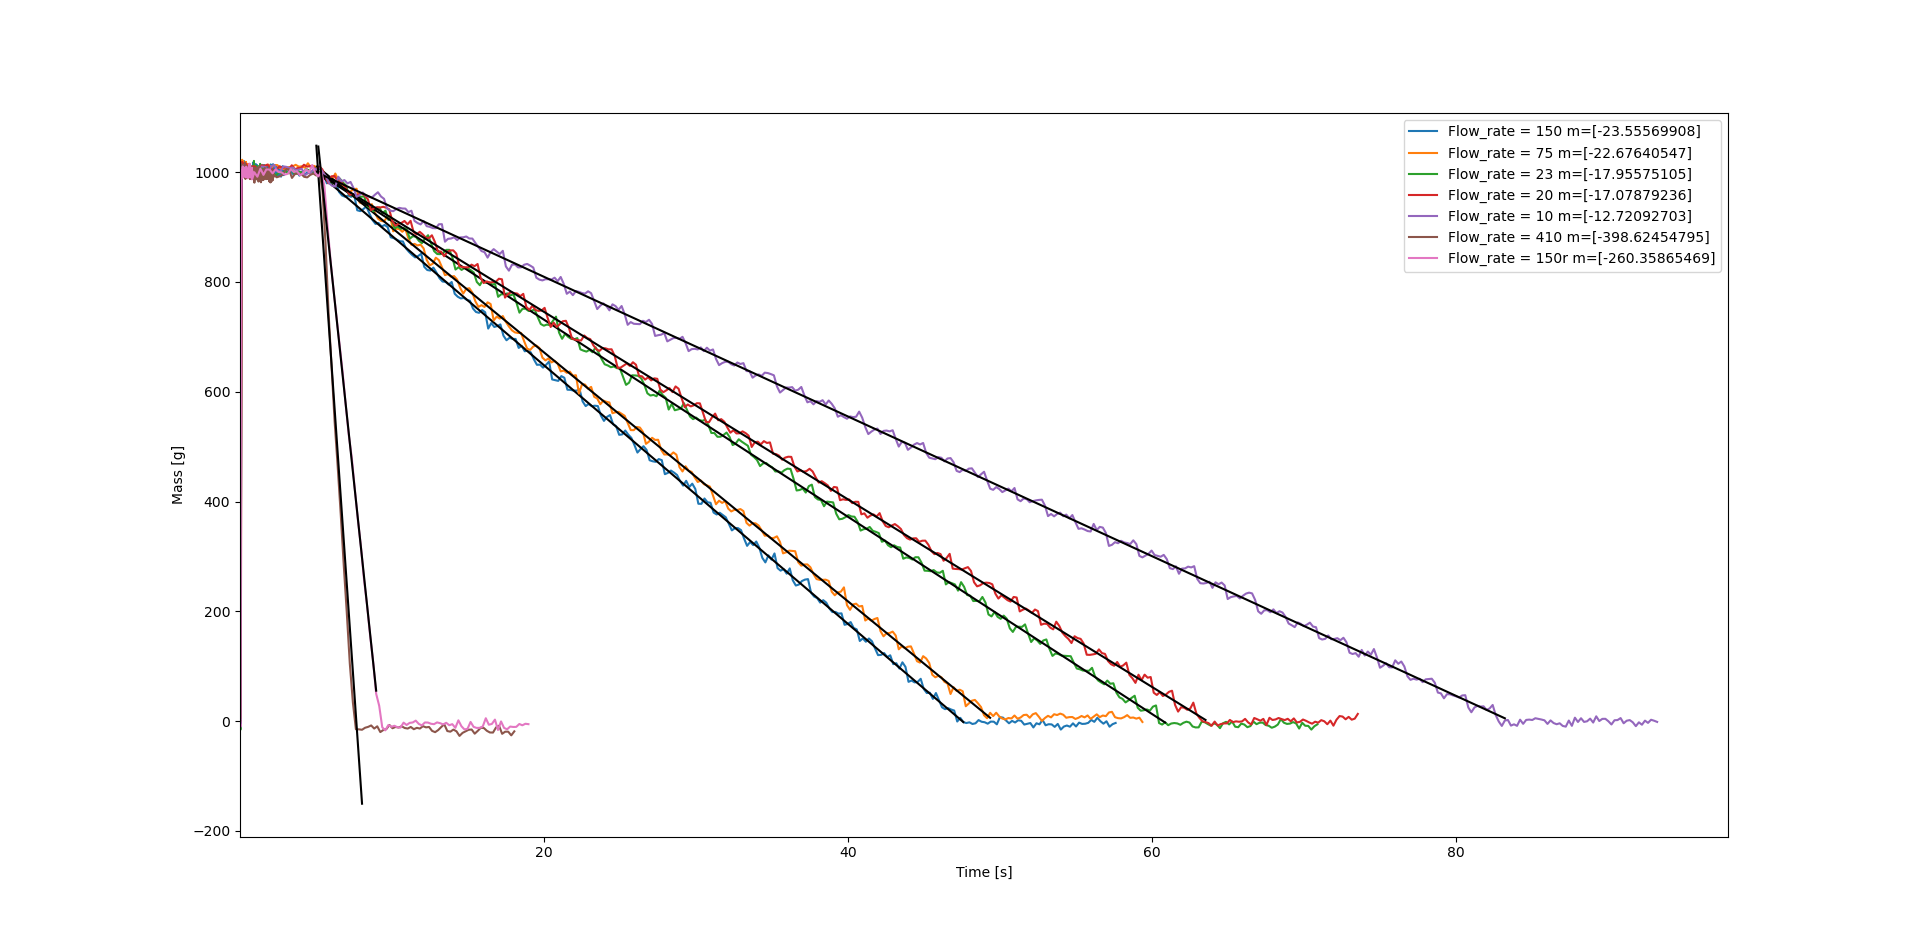 Flow_rate = 150 m=[-23.55569908]
Flow_rate = 75 m=[-22.67640547]
Flow_rate = 23 m=[-17.95575105]
Flow_rate = 20 m=[-17.07879236]
Flow_rate = 10 m=[-12.72092703]
Flow_rate = 410 m=[-398.62454795]
Flow_rate = 150r m=[-260.35865469]
1000
800
600
400
200
0
−200
Mass [g]
20
40
60
80
Time [s]